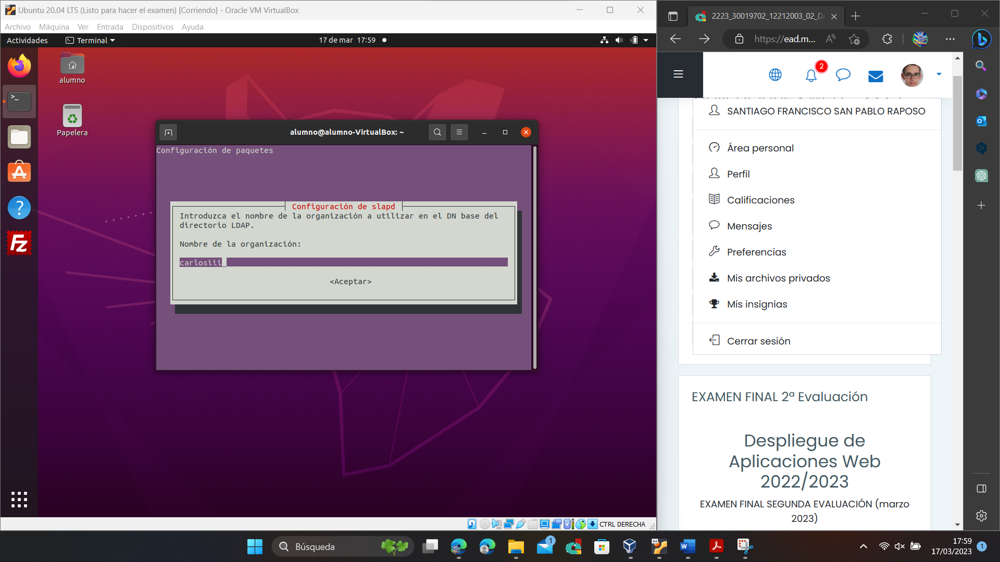 Ubuntu 20.04 LTS (Listo para hacer el examen) [Corriendo] - Oracle VM VirtualBox
Archivo Máquina Ver Entrada Dispositivos Ayuda
Actividades Terminal 17 de mar 17:59
alumno
Papelera
alumno@alumno-VirtualBox: ~
Configuración de paquetes
Configuración de slapd
Introduzca el nombre de la organización a utilizar en el DN base del
directorio LDAP.
Nombre de la organización:
carlosiii
<Aceptar>
CTRL DERECHA
2223_30019702_12212003_02_DA
https://ead.m...
2
SANTIAGO FRANCISCO SAN PABLO RAPOSO
Área personal
Perfil
Calificaciones
Mensajes
Preferencias
Mis archivos privados
Mis insignias
Cerrar sesión
EXAMEN FINAL 2ª Evaluación
Despliegue de
Aplicaciones Web
2022/2023
EXAMEN FINAL SEGUNDA EVALUACIÓN (marzo
2023)
Búsqueda
1
17:59
17/03/2023
1